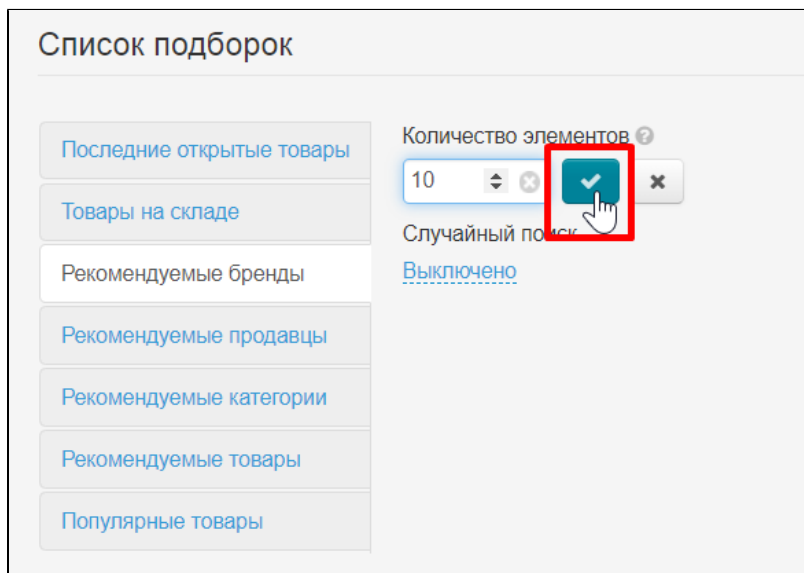 Список подборок
Последние открытые товары
Товары на складе
Рекомендуемые бренды
Рекомендуемые продавцы
Рекомендуемые категории
Рекомендуемые товары
Популярные товары
Количество элементов
10
Случайный поиск
Выключено